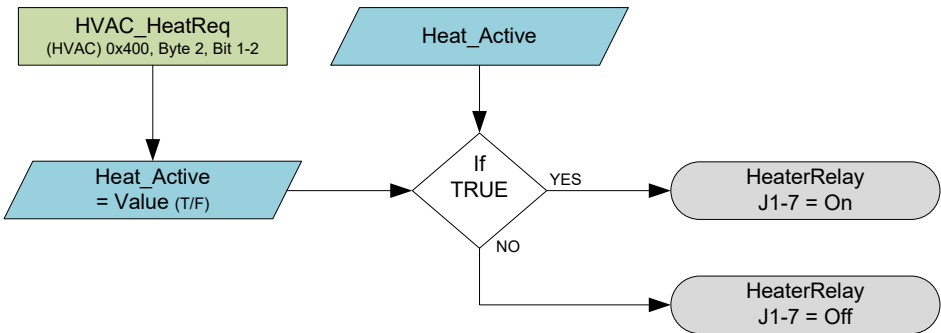 HVAC_HeatReq
(HVAC) 0x400, Byte 2, Bit 1-2
Heat_Active
Heat_Active
= Value (T/F)
If
TRUE
YES
NO
HeaterRelay
J1-7 = On
HeaterRelay
J1-7 = Off